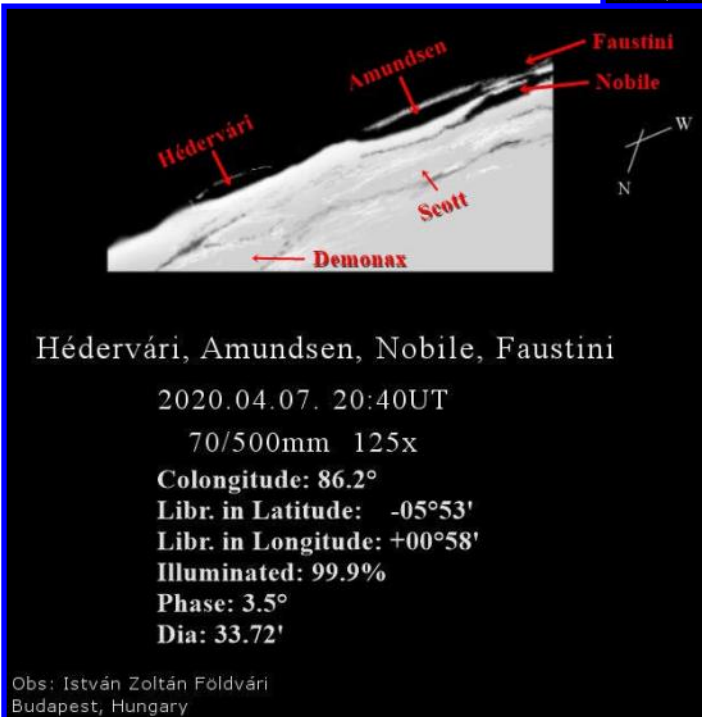 Faustini
Amundsen
Nobile
Hédervári
W
N
Scott
Demonax
Hédervári, Amundsen, Nobile, Faustini
2020.04.07. 20:40UT
70/500mm 125x
Colongitude: 86.2°
Libr. in Latitude: -05°53'
Libr. in Longitude: +00°58'
Illuminated: 99.9%
Phase: 3.5°
Dia: 33.72'
Obs: István Zoltán Földvári
Budapest, Hungary